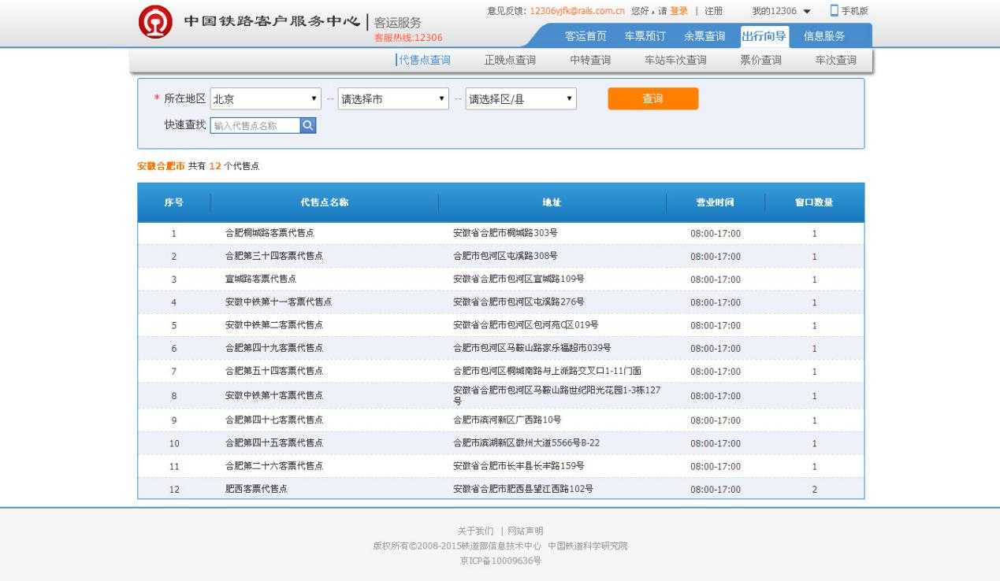 中国铁路客户服务中心 客运服务
客服热线:12306
意见反馈: 12306yjfk@rails.com.cn 您好，请 登录 | 注册 我的12306 手机版
客运首页 车票预订 余票查询 出行向导 信息服务
代售点查询 正晚点查询 中转查询 车站车次查询 票价查询 车次查询
* 所在地区 北京 -- 请选择市 -- 请选择区/县 查询
快速查找 输入代售点名称
安徽合肥市 共有 12 个代售点
序号 代售点名称 地址 营业时间 窗口数量
1 合肥桐城路客票代售点 安徽省合肥市桐城路303号 08:00-17:00 1
2 合肥第三十四客票代售点 合肥市包河区屯溪路308号 08:00-17:00 1
3 宣城路客票代售点 安徽省合肥市包河区宣城路109号 08:00-17:00 1
4 安徽中铁第十一客票代售点 安徽省合肥市包河区屯溪路276号 08:00-17:00 1
5 安徽中铁第二客票代售点 安徽省合肥市包河区包河苑C区019号 08:00-17:00 1
6 合肥第四十九客票代售点 合肥市包河区马鞍山路家乐福超市039号 08:00-17:00 1
7 合肥第五十四客票代售点 合肥市包河区桐城南路与上派路交叉口1-11门面 08:00-17:00 1
8 安徽中铁第十客票代售点 安徽省合肥市包河区马鞍山路世纪阳光花园1-3栋127
号 08:00-17:00 1
9 合肥第四十七客票代售点 合肥市滨河新区广西路10号 08:00-17:00 1
10 合肥第四十五客票代售点 合肥市滨湖新区徽州大道5566号B-22 08:00-17:00 1
11 合肥第二十六客票代售点 安徽省合肥市长丰县长丰路159号 08:00-17:00 1
12 肥西客票代售点 安徽省合肥市肥西县望江西路102号 08:00-17:00 2
关于我们 | 网站声明
版权所有©2008-2015铁道部信息技术中心 中国铁道科学研究院
京ICP备10009636号